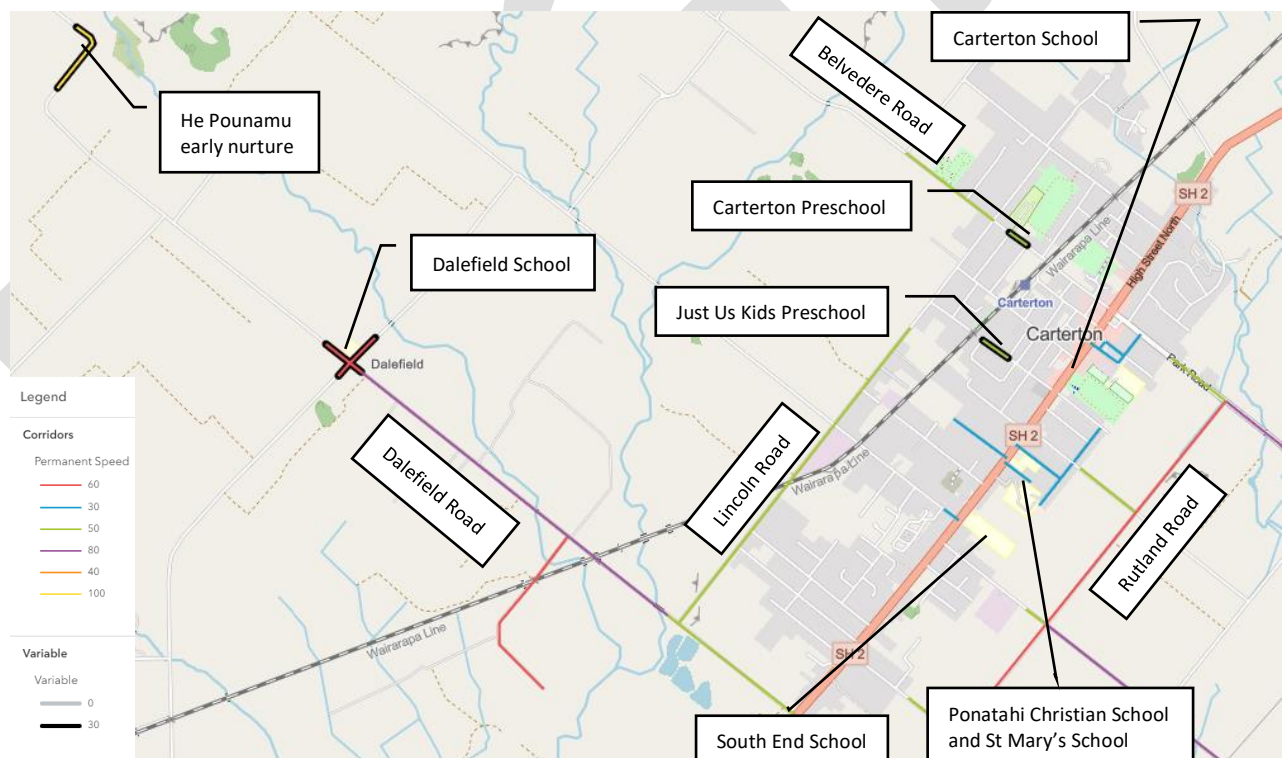 Carterton School
Belvedere Road
He Pounamu
early nurture
SH 2
Carterton Preschool
High Street North
Wairarapa Line
Dalefield School
Carterton
Just Us Kids Preschool
Carterton
Dalefield
Park Road
Legend
Corridors
Permanent Speed
60
30
50
80
40
100
Variable
Variable
0
30
Dalefield Road
Lincoln Road
SH 2
Wairarapa Line
Rutland Road
Wairarapa Line
SH 2
South End School
Ponatahi Christian School
and St Mary's School